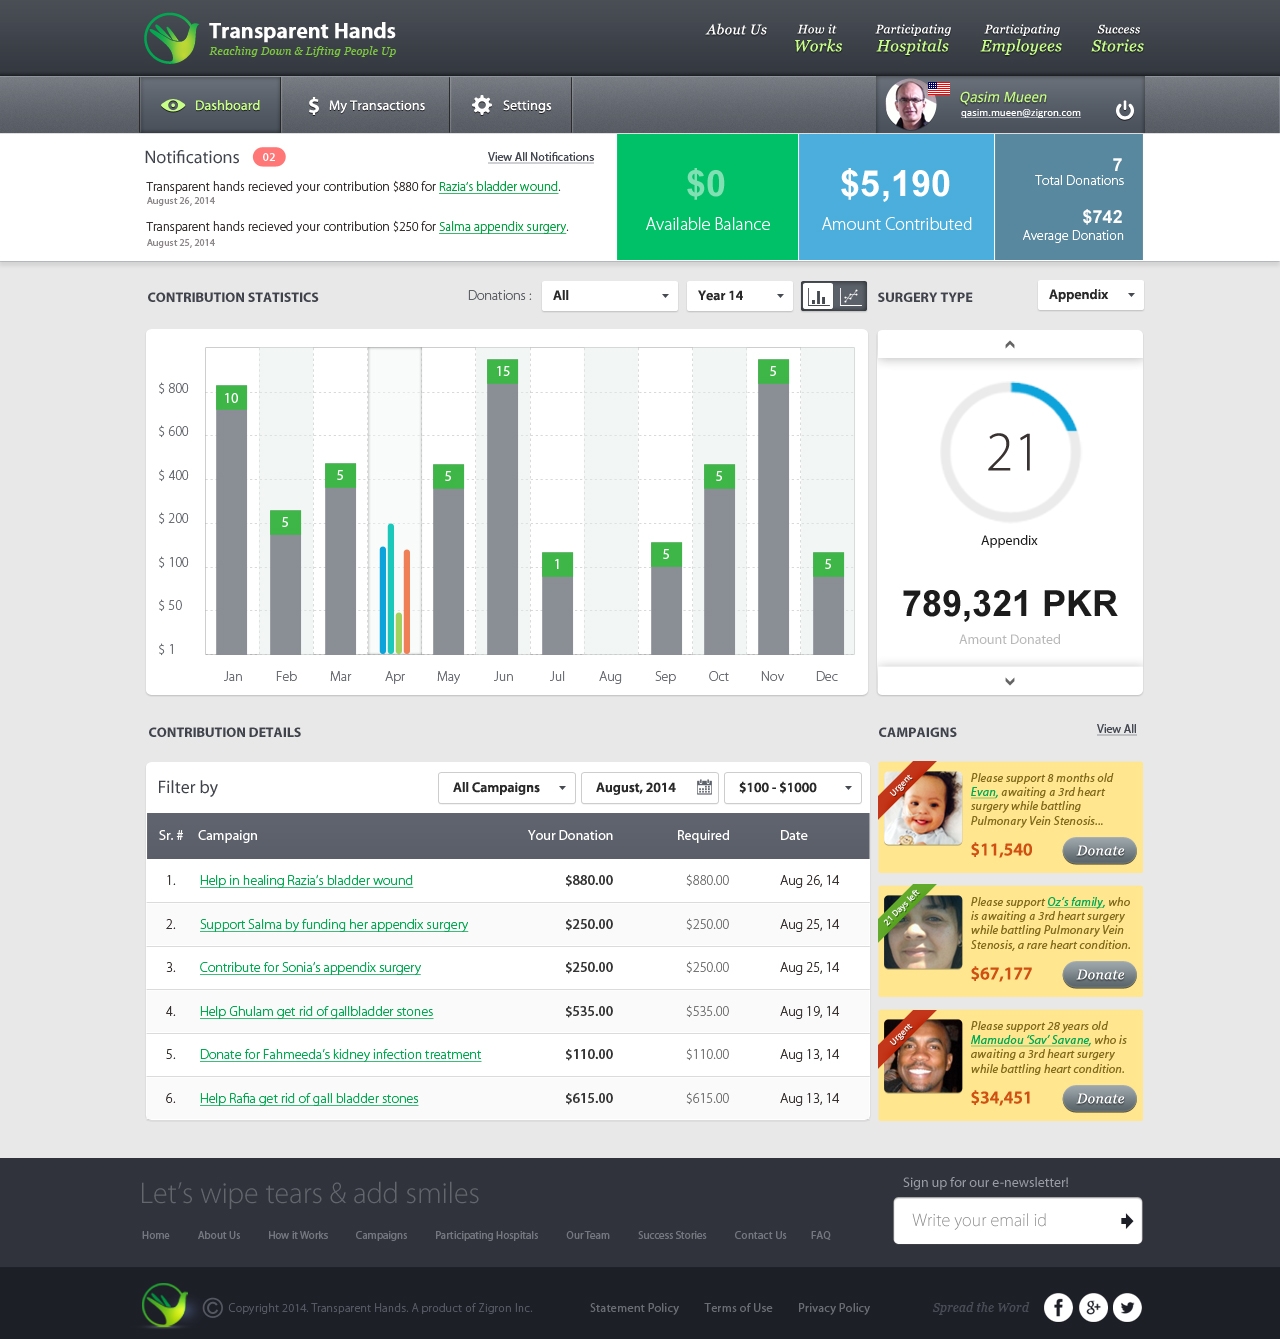 Transparent Hands
Reaching Down & Lifting People Up
About Us
How it
Works
Participating
Hospitals
Participating
Employees
Success
Stories
Dashboard
$ My Transactions
Settings
Qasim Mueen
qasim.mueen@zigron.com
Notifications
02
View All Notifications
Transparent hands recieved your contribution $880 for Razia's bladder wound.
August 26, 2014
Transparent hands recieved your contribution $250 for Salma appendix surgery.
August 25, 2014
$0
Available Balance
$5,190
Amount Contributed
7
Total Donations
$742
Average Donation
CONTRIBUTION STATISTICS
Donations :
All
Year 14
SURGERY TYPE
Appendix
$ 800
$ 600
$ 400
$ 200
$ 100
$ 50
$ 1
10
5
5
5
15
1
5
5
5
5
Jan
Feb
Mar
Apr
May
Jun
Jul
Aug
Sep
Oct
Nov
Dec
21
Appendix
789,321 PKR
Amount Donated
CONTRIBUTION DETAILS
Filter by
All Campaigns
August, 2014
$100 - $1000
Sr. # Campaign Your Donation Required Date
1. Help in healing Razia's bladder wound $880.00 $880.00 Aug 26, 14
2. Support Salma by funding her appendix surgery $250.00 $250.00 Aug 25, 14
3. Contribute for Sonia's appendix surgery $250.00 $250.00 Aug 25, 14
4. Help Ghulam get rid of gallbladder stones $535.00 $535.00 Aug 19, 14
5. Donate for Fahmeeda's kidney infection treatment $110.00 $110.00 Aug 13, 14
6. Help Rafia get rid of gall bladder stones $615.00 $615.00 Aug 13, 14
CAMPAIGNS
View All
Urgent
Please support 8 months old
Evan, awaiting a 3rd heart
surgery while battling
Pulmonary Vein Stenosis...
$11,540
Donate
21 Days left
Please support Oz's family, who
is awaiting a 3rd heart surgery
while battling Pulmonary Vein
Stenosis, a rare heart condition.
$67,177
Donate
Urgent
Please support 28 years old
Mamudou 'Sav' Savane, who is
awaiting a 3rd heart surgery
while battling heart condition.
$34,451
Donate
Let's wipe tears & add smiles
Home
About Us
How it Works
Campaigns
Participating Hospitals
Our Team
Success Stories
Contact Us
FAQ
Sign up for our e-newsletter!
Write your email id
© Copyright 2014. Transparent Hands. A product of Zigron Inc.
Statement Policy
Terms of Use
Privacy Policy
Spread the Word
f
g+